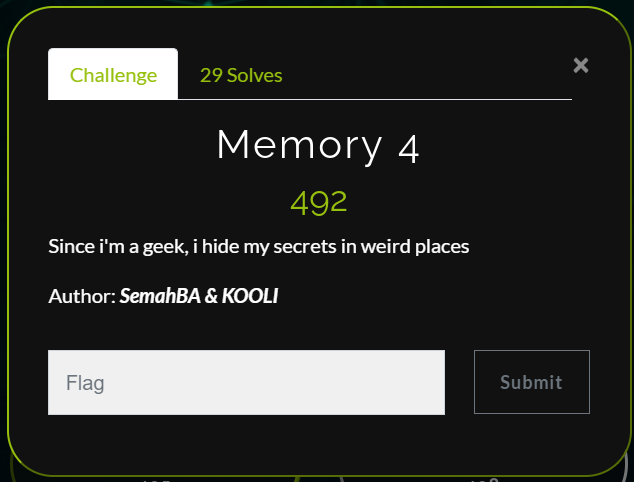 Challenge
29 Solves
×
Memory 4
492
Since i'm a geek, i hide my secrets in weird places
Author: SemahBA & KOOLI
Flag
Submit